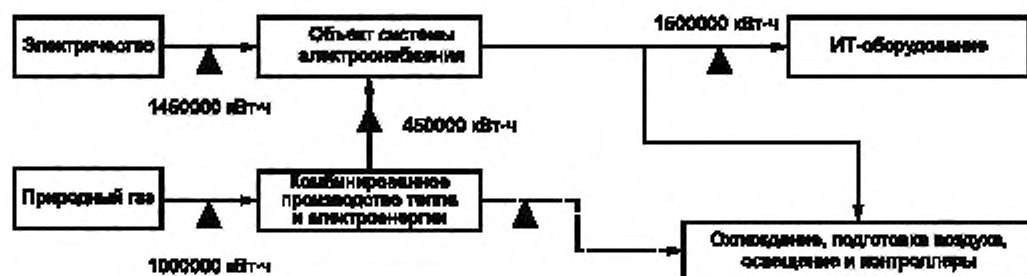 Электричество
Объект системы
электроснабжения
1500000 кВт-ч
ИТ-оборудование
1450000 кВт-ч
450000 кВт-ч
Природный газ
Комбинированное
производство тепла
и электроэнергии
1000000 кВт-ч
Охлаждение, подготовка воздуха,
освещение и контроллеры